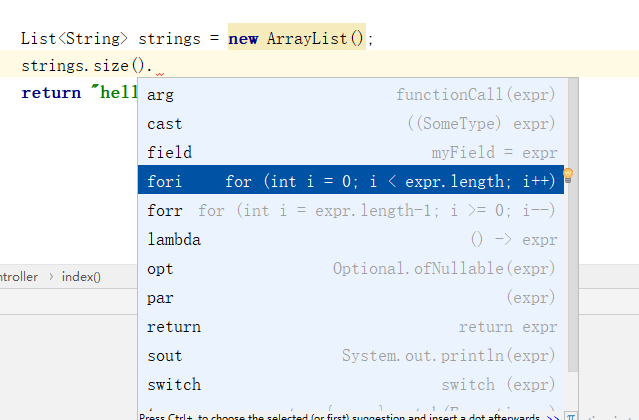 List<String> strings = new ArrayList();
strings.size().
return "hell
arg functionCall(expr)
cast ((SomeType) expr)
field myField = expr
fori for (int i = 0; i < expr.length; i++)
forr for (int i = expr.length-1; i >= 0; i--)
lambda () -> expr
ntroller > index()
opt Optional.ofNullable(expr)
par (expr)
return return expr
sout System.out.println(expr)
switch switch (expr)
Press Ctrl+. to choose the selected (or first) suggestion and insert a dot afterwards >>